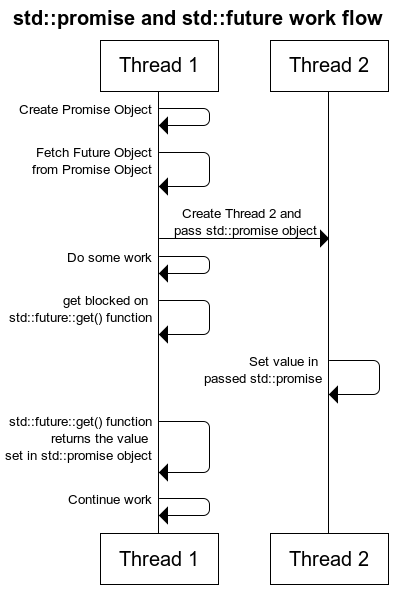 std::promise and std::future work flow
Thread 1
Thread 2
Create Promise Object
Fetch Future Object
from Promise Object
Create Thread 2 and
pass std::promise object
Do some work
get blocked on
std::future::get() function
Set value in
passed std::promise
std::future::get() function
returns the value
set in std::promise object
Continue work
Thread 1
Thread 2